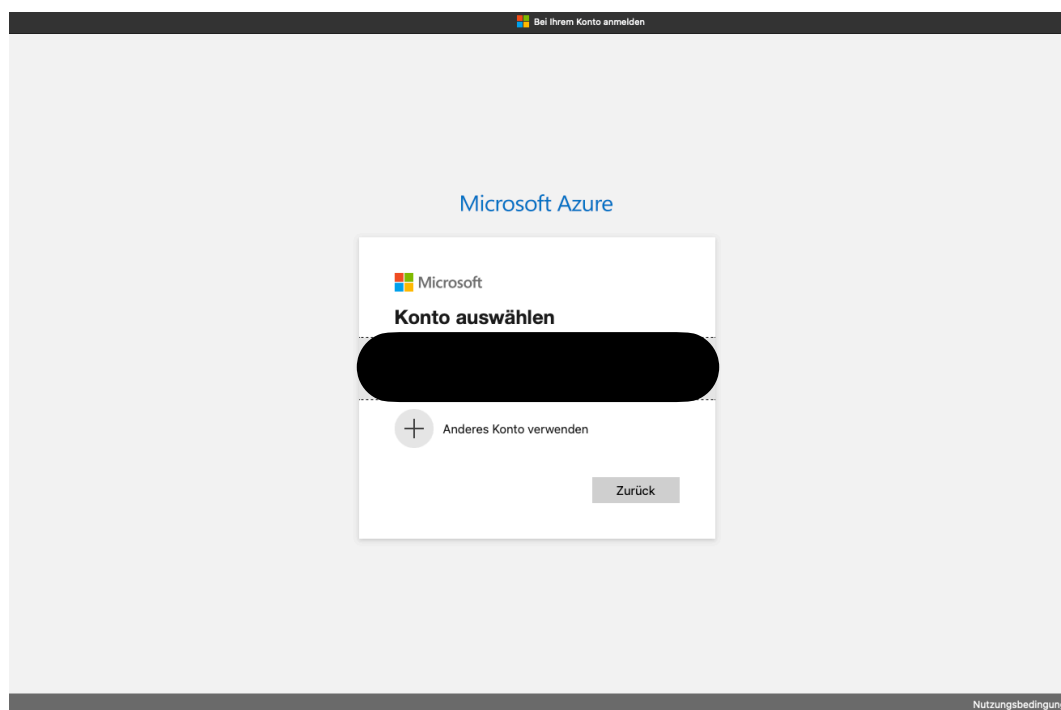 Bei Ihrem Konto anmelden
Microsoft Azure
Microsoft
Konto auswählen
Anderes Konto verwenden
Zurück